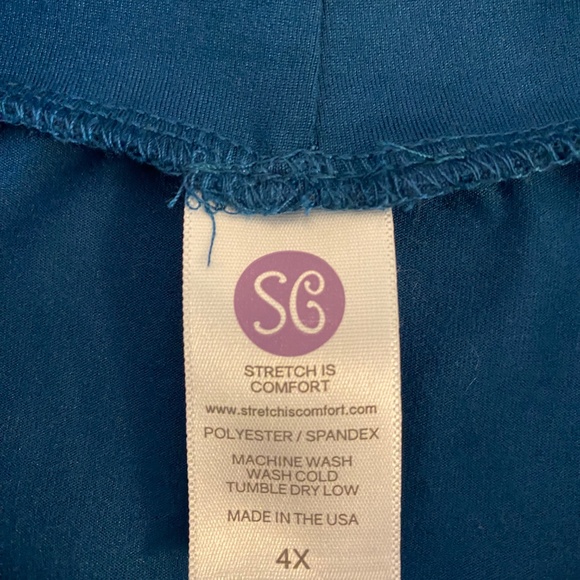 SC
STRETCH IS
COMFORT
www.stretchiscomfort.com
POLYESTER / SPANDEX
MACHINE WASH
WASH COLD
TUMBLE DRY LOW
MADE IN THE USA
4X